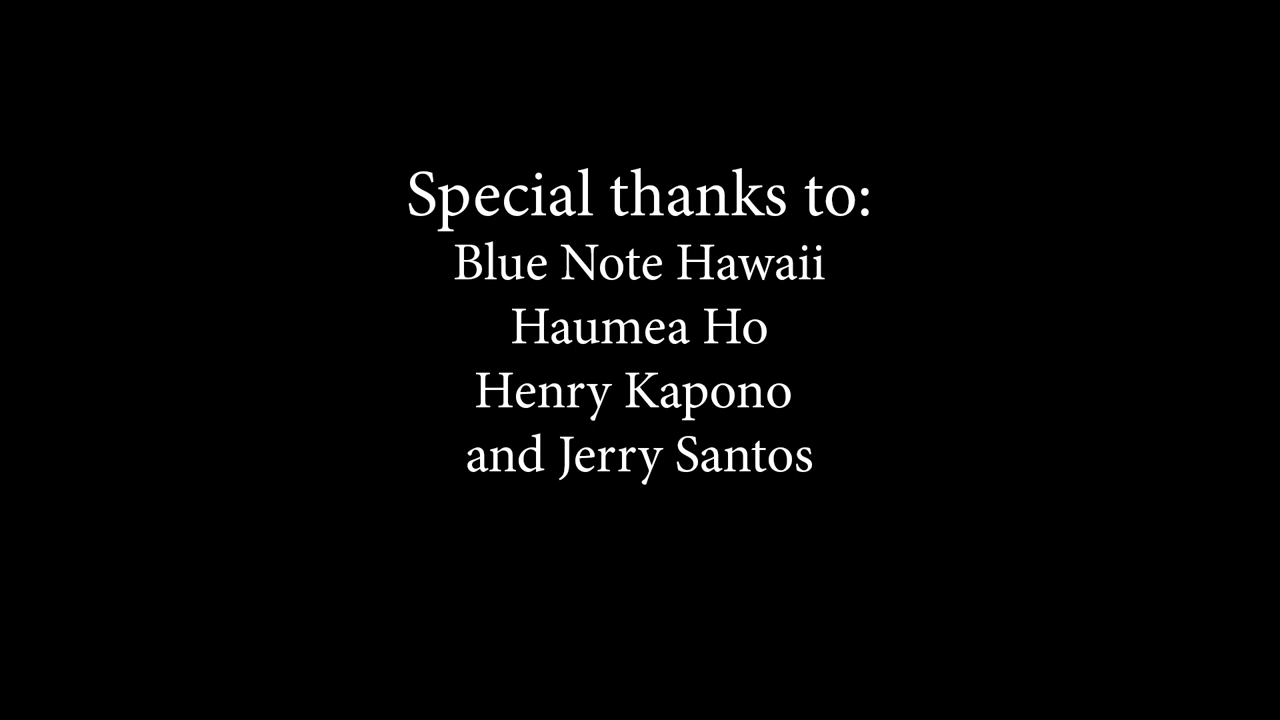 Special thanks to:
Blue Note Hawaii
Haumea Ho
Henry Kapono
and Jerry Santos